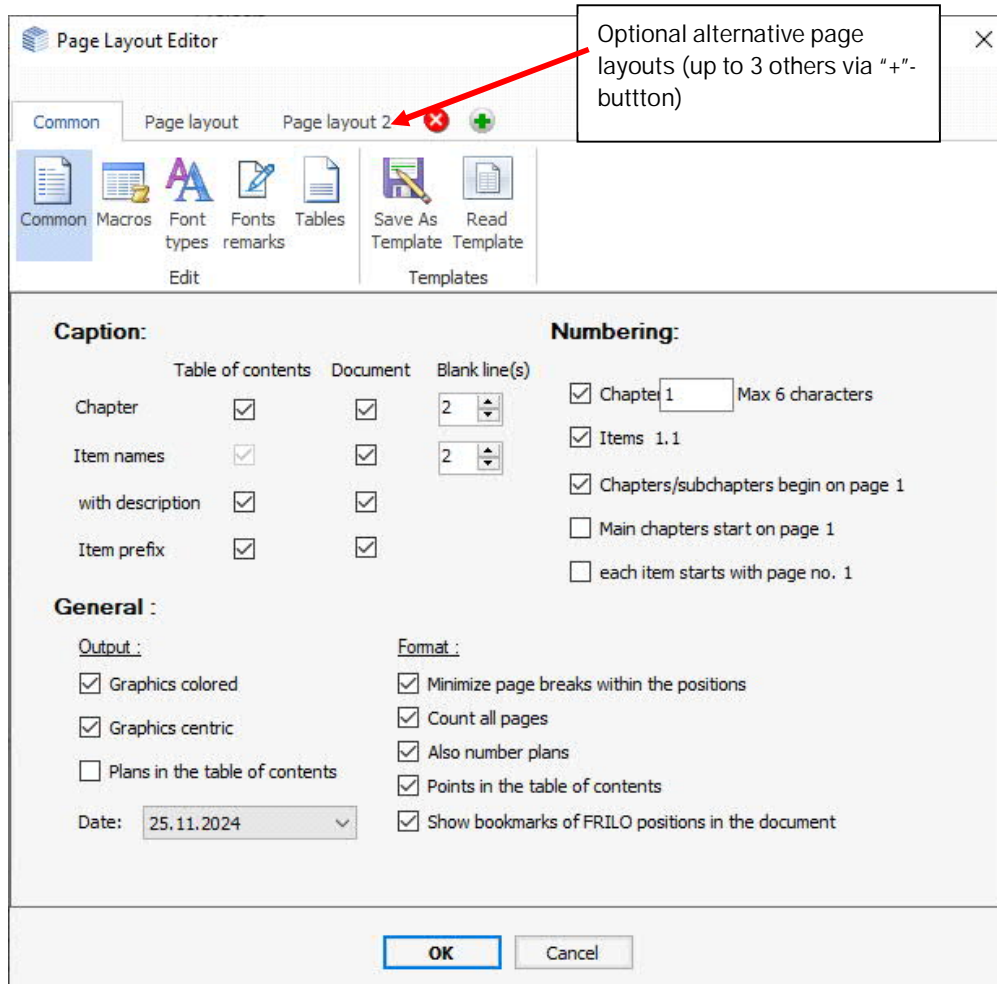 Page Layout Editor
Optional alternative page
layouts (up to 3 others via "+"-
buttton)
Common Page layout Page layout 2
Common Macros Font types Fonts remarks Tables Save As Template Read Template
Edit Templates
Caption:
Table of contents Document Blank line(s)
Chapter 2
Item names 2
with description
Item prefix
Numbering:
Chapter 1 Max 6 characters
Items 1.1
Chapters/subchapters begin on page 1
Main chapters start on page 1
each item starts with page no. 1
General :
Output :
Graphics colored
Graphics centric
Plans in the table of contents
Date: 25.11.2024
Format :
Minimize page breaks within the positions
Count all pages
Also number plans
Points in the table of contents
Show bookmarks of FRILO positions in the document
OK Cancel